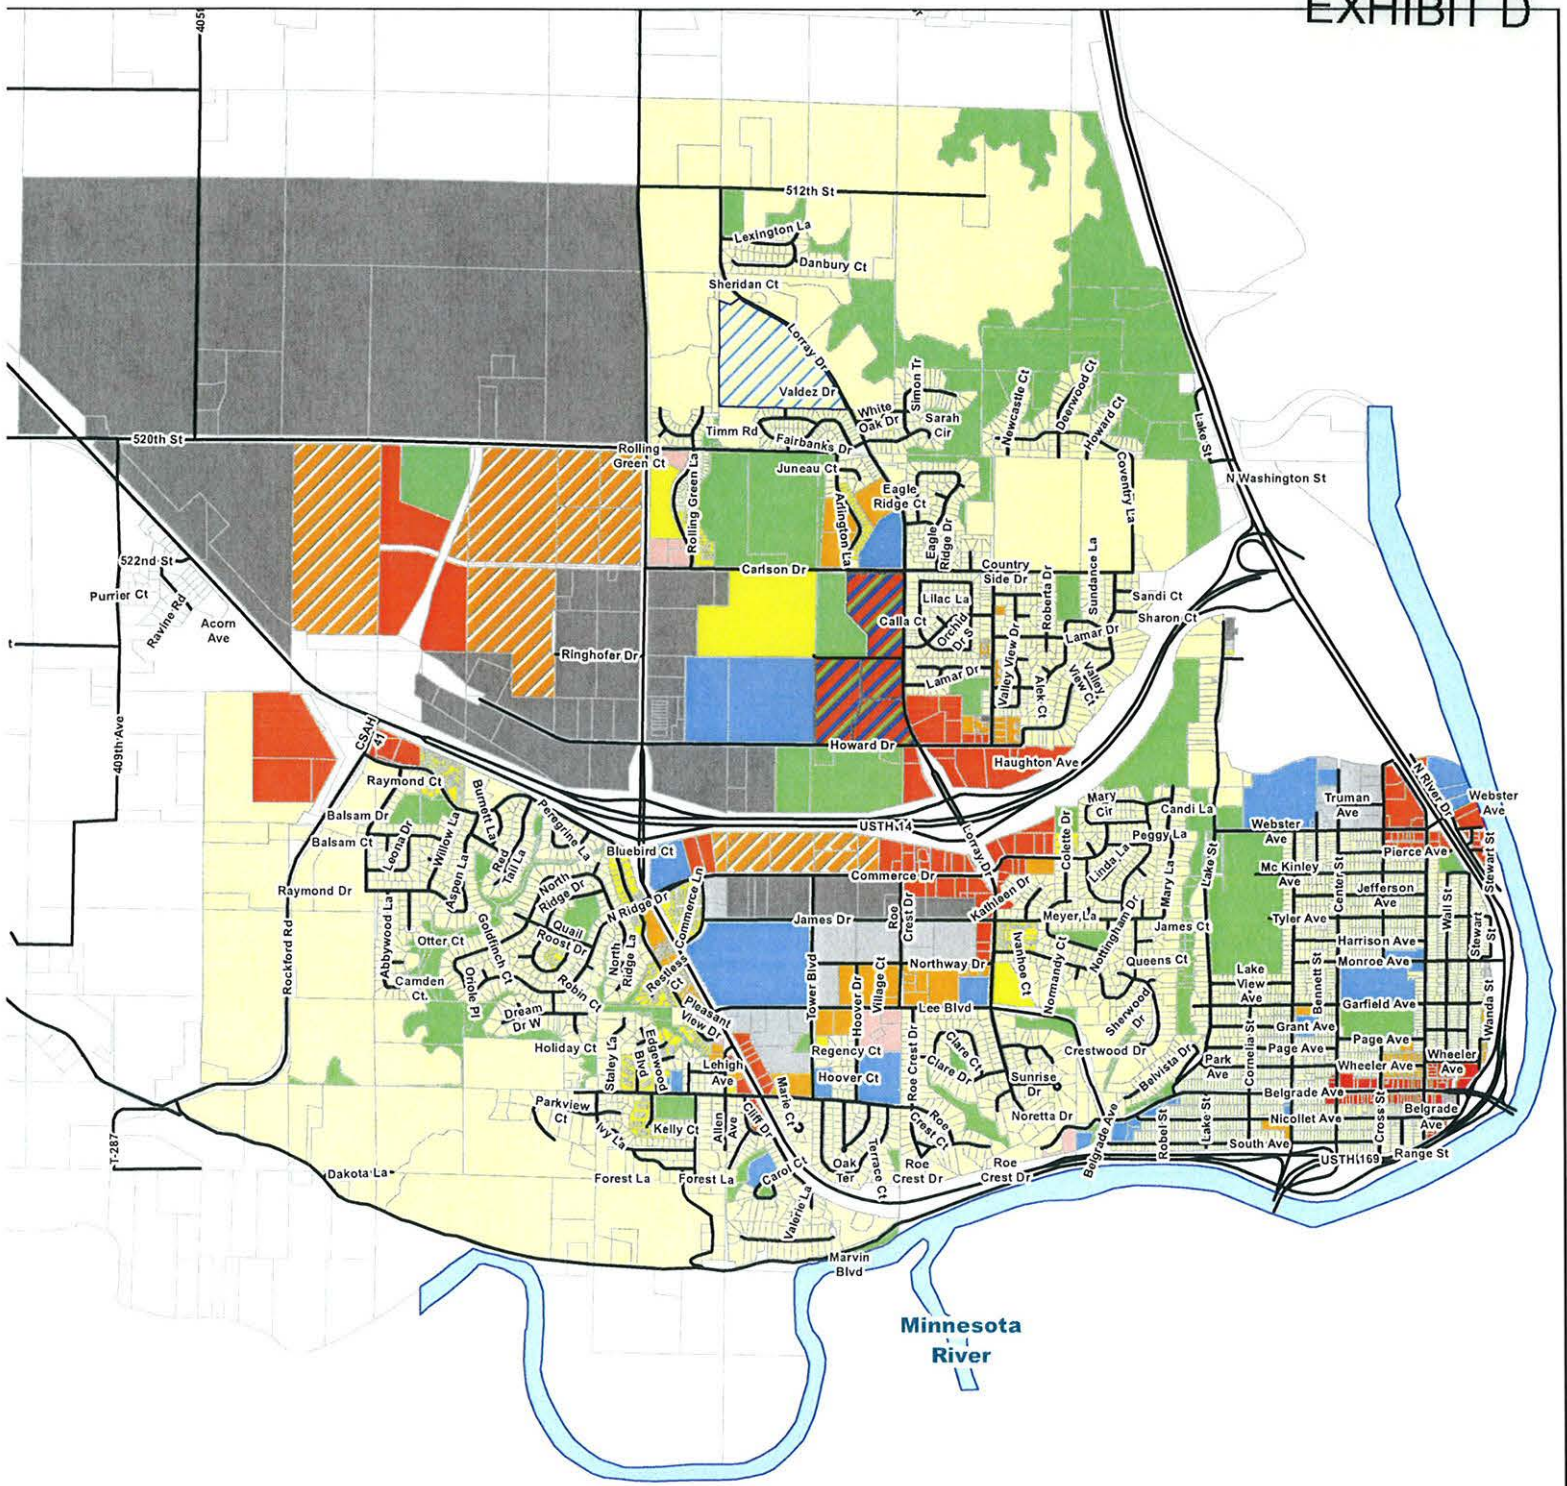 EXHIBIT D
405t
512th St
Lexington La
Danbury Ct
Sheridan Ct
Lorray Dr
Valdez Dr
White
Oak Dr
Simon Tr
Sarah
Cir
Newcastle Ct
Deerwood Ct
Howard Ct
Lake St
520th St
Rolling
Green Ct
Timm Rd
Fairbanks Dr
Juneau Ct
Rolling Green La
Arlington La
Eagle
Ridge Ct
Eagle
Ridge Dr
Coventry La
N Washington St
522nd St
Purrier Ct
Ravine Rd
Acorn
Ave
Carlson Dr
Country
Side Dr
Lilac La
Calla Ct
Orchid
Dr S
Roberta Dr
Sundance La
Sandi Ct
Sharon Ct
Lamar Dr
Lamar Dr
Valley View Dr
Alek Ct
Valley
View Ct
t
Ringhofer Dr
409th Ave
CSAH
41
Howard Dr
Haughton Ave
Raymond Ct
Balsam Dr
Balsam Ct
Leona Dr
Willow La
Burnett La
Red
Tail La
Aspen La
Peregrine La
Bluebird Ct
USTH 14
Lorray Dr
Colette Dr
Mary
Cir
Candi La
Peggy La
Linda La
Mary La
Lake St
Webster
Ave
Truman
Ave
N River Dr
Webster
Ave
Pierce Ave
Stewart St
Mc Kinley
Ave
Center St
Jefferson
Ave
Wall St
Tyler Ave
Stewart
St
Harrison Ave
Monroe Ave
Raymond Dr
Abbywood La
North
Ridge Dr
N Ridge Dr
Commerce Ln
Commerce Dr
Kathleen Dr
James Dr
Roe
Crest Dr
Meyer La
James Ct
Quail
Roost Dr
Goldfinch Ct
Otter Ct
Oriole Pl
Robin Ct
North
Ridge La
Restless
Ct
Tower Blvd
Northway Dr
Village Ct
Hoover Dr
Ivanhoe Ct
Normandy Ct
Nottingham Dr
Queens Ct
Lake
View
Ave
Bennett St
Garfield Ave
Wanda St
Rockford Rd
Camden
Ct.
Dream
Dr W
Pleasant
View Dr
Lee Blvd
Sherwood
Dr
Grant Ave
Page Ave
Page Ave
Cornelia St
Holiday Ct
Staley La
Edgewood
Blvd
Lehigh
Ave
Regency Ct
Hoover Ct
Roe Crest Dr
Clare Ct
Clare Dr
Crestwood Dr
Sunrise
Dr
Belvista Dr
Park
Ave
Wheeler Ave
Wheeler
Ave
Belgrade Ave
Noretta Dr
Parkview
Ct
Ivy La
Kelly Ct
Allen
Ave
Cliff Dr
Marie Ct
Roe
Crest Ct
Belgrade Ave
Robel St
Lake St
Nicollet Ave
Cross St
Belgrade
Ave
South Ave
USTH 169
Range St
T-287
Dakota La
Forest La
Forest La
Carol Ct
Valerie La
Oak
Ter
Terrace Ct
Roe
Crest Dr
Roe
Crest Dr
Marvin
Blvd
Minnesota
River